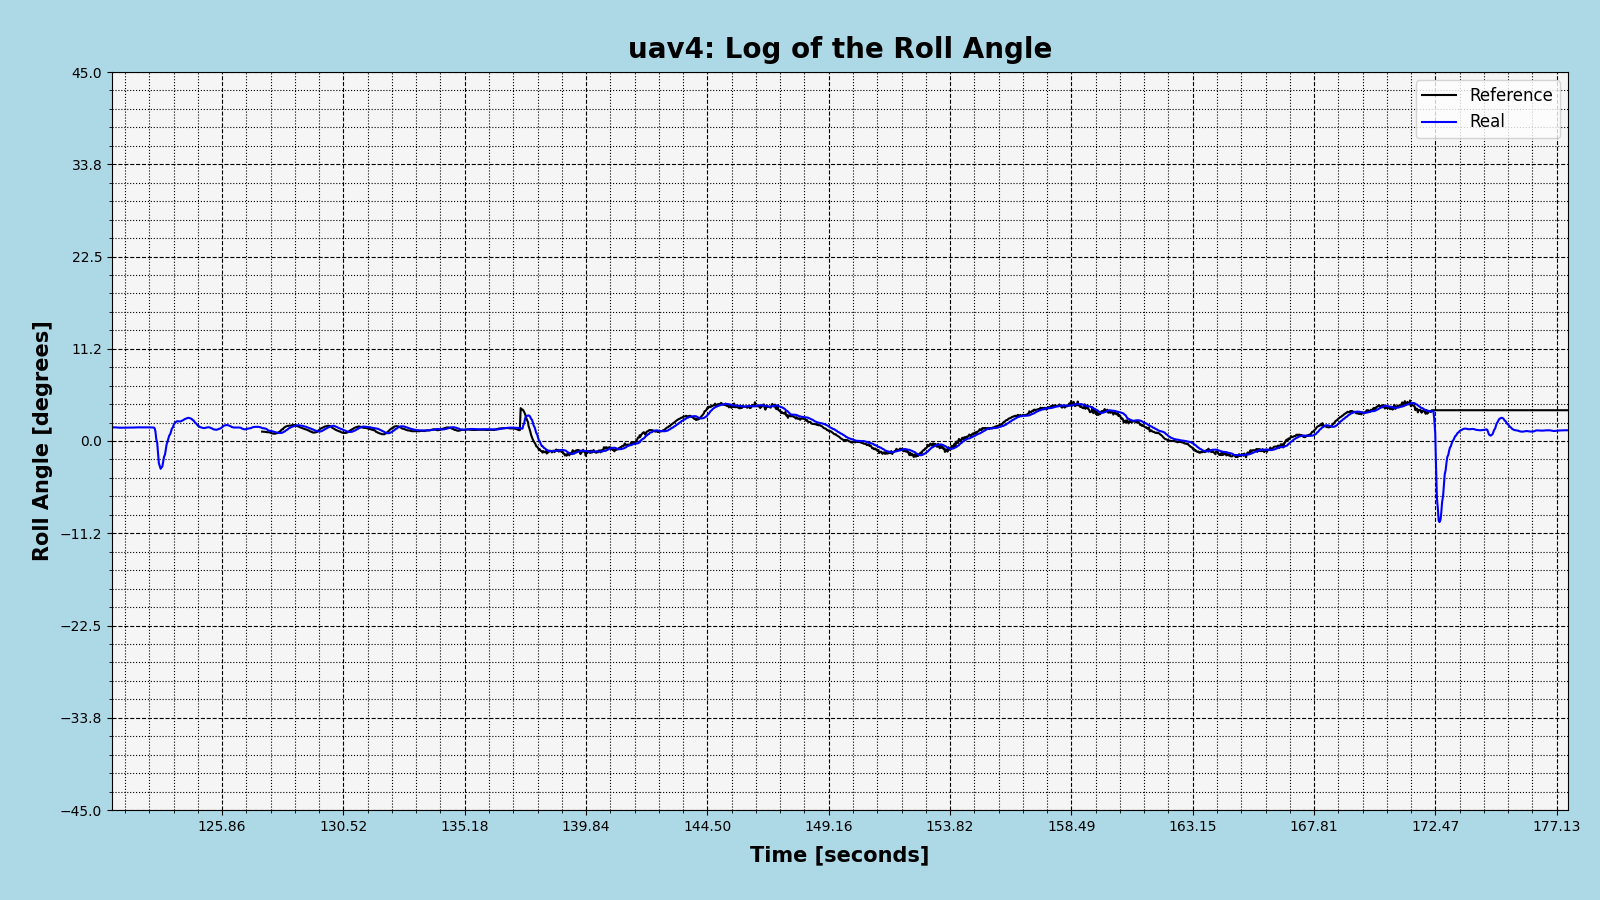 uav4: Log of the Roll Angle
Reference
Real
Roll Angle [degrees]
45.0
33.8
22.5
11.2
0.0
−11.2
−22.5
−33.8
−45.0
125.86 130.52 135.18 139.84 144.50 149.16 153.82 158.49 163.15 167.81 172.47 177.13
Time [seconds]